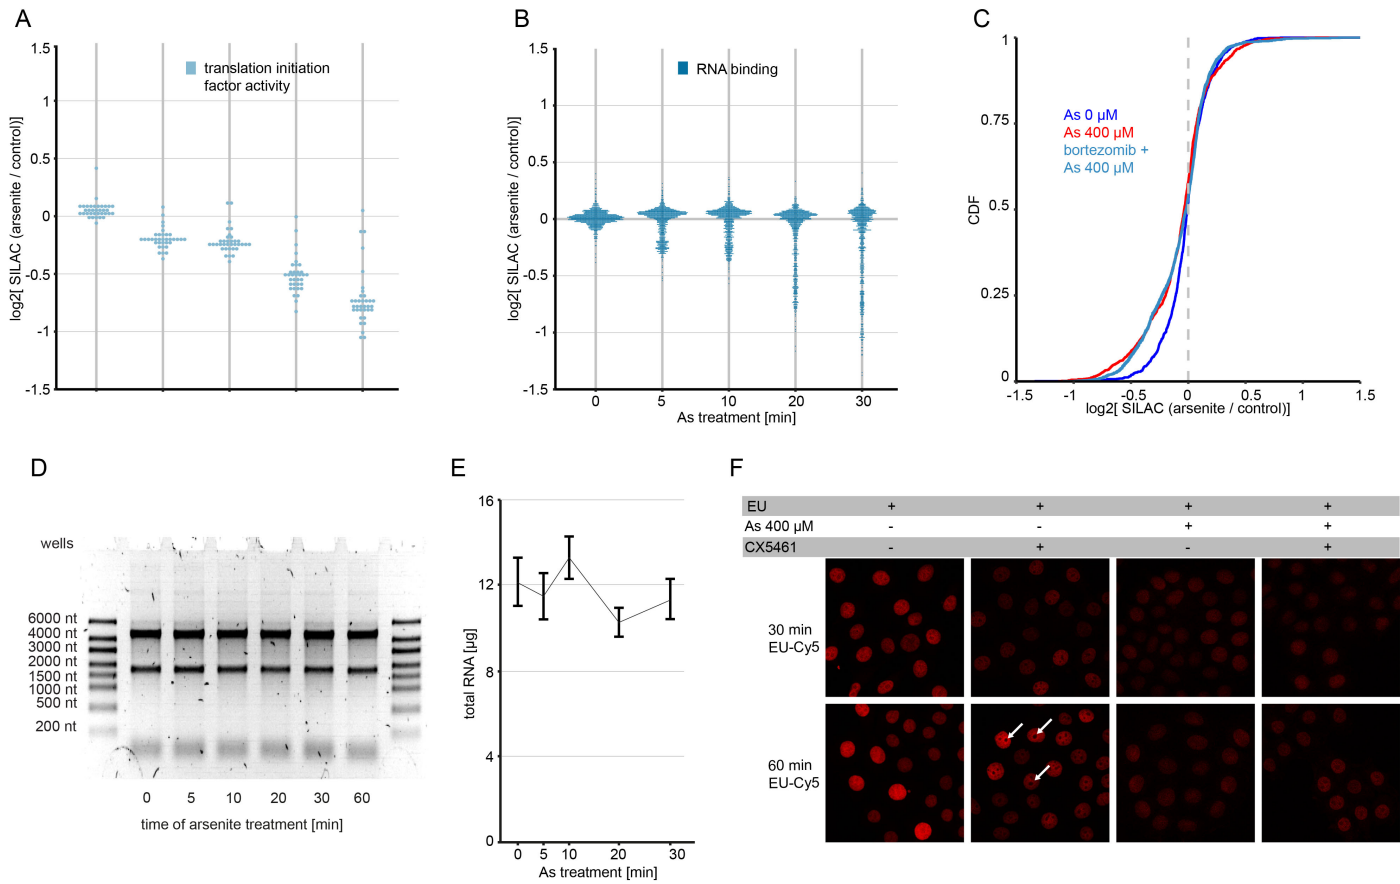 A
log2[ SILAC (arsenite / control)]
1.5
1
0.5
0
-0.5
-1
-1.5
translation initiation
factor activity
B
log2[ SILAC (arsenite / control)]
1.5
1
0.5
0
-0.5
-1
-1.5
RNA binding
0 5 10 20 30
As treatment [min]
C
CDF
1
0.75
0.5
0.25
0
As 0 µM
As 400 µM
bortezomib +
As 400 µM
-1.5 -1 -0.5 0 0.5 1 1.5
log2[ SILAC (arsenite / control)]
D
wells
6000 nt
4000 nt
3000 nt
2000 nt
1500 nt
1000 nt
500 nt
200 nt
0 5 10 20 30 60
time of arsenite treatment [min]
E
total RNA [µg]
16
12
8
4
0
0 5 10 20 30
As treatment [min]
F
EU + + + +
As 400 µM - - + +
CX5461 - + - +
30 min
EU-Cy5
60 min
EU-Cy5